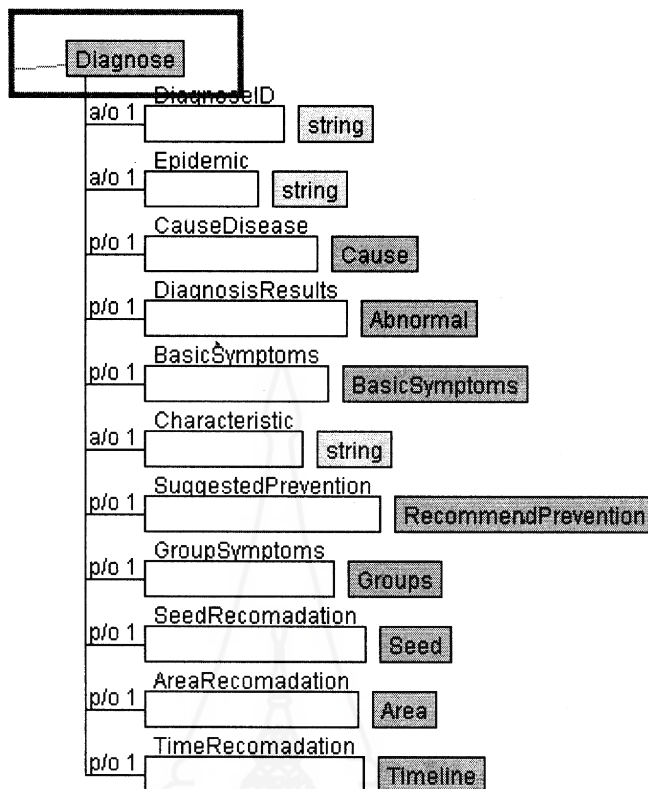 Diagnose
DiagnoseID
a/o 1 string
Epidemic
a/o 1 string
CauseDisease
p/o 1 Cause
DiagnosisResults
p/o 1 Abnormal
BasicSymptoms
p/o 1 BasicSymptoms
Characteristic
a/o 1 string
SuggestedPrevention
p/o 1 RecommendPrevention
GroupSymptoms
p/o 1 Groups
SeedRecomadation
p/o 1 Seed
AreaRecomadation
p/o 1 Area
TimeRecomadation
p/o 1 Timeline